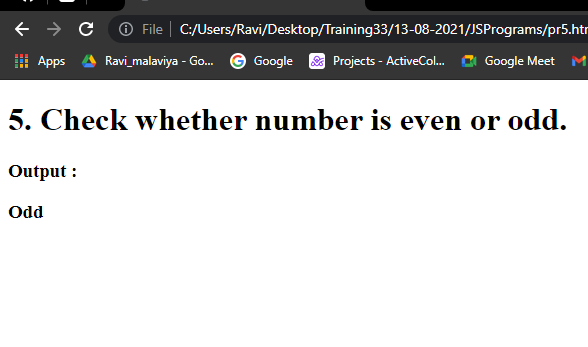 File | C:/Users/Ravi/Desktop/Training33/13-08-2021/JSPrograms/pr5.htm
Apps Ravi_malaviya - Go... Google Projects - ActiveCol... Google Meet
5. Check whether number is even or odd.
Output :
Odd